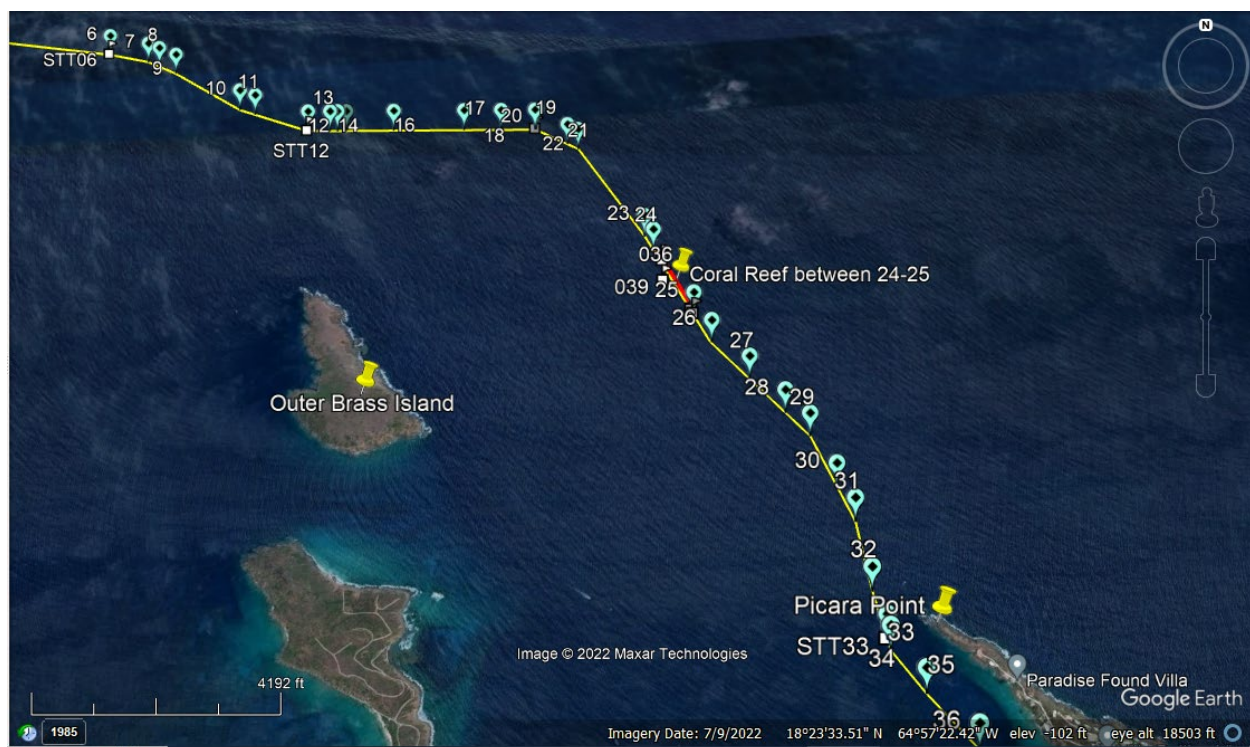 N
6
7
8
STT06
9
10
11
13
12
14
16
17
19
20
18
21
22
STT12
23
24
036
Coral Reef between 24-25
039
25
26
27
28
29
Outer Brass Island
30
31
32
Picara Point
33
STT33
34
35
Image © 2022 Maxar Technologies
Paradise Found Villa
4192 ft
Google Earth
36
1985
Imagery Date: 7/9/2022 18°23'33.51" N 64°57'22.42" W elev -102 ft eye alt 18503 ft